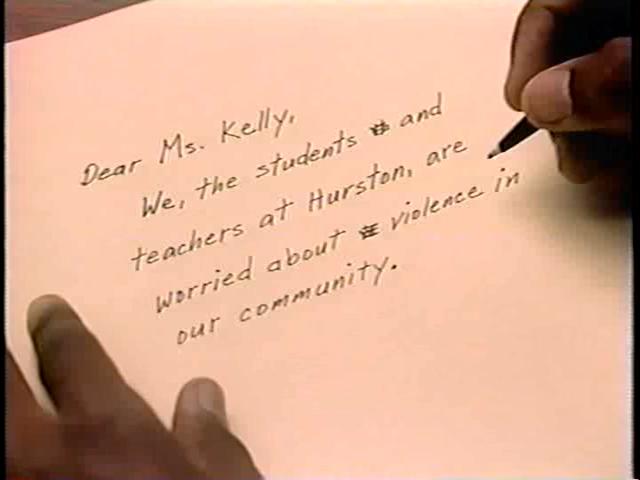 Dear Ms. Kelly,
We, the students and
teachers at Hurston, are
worried about violence in
our community.